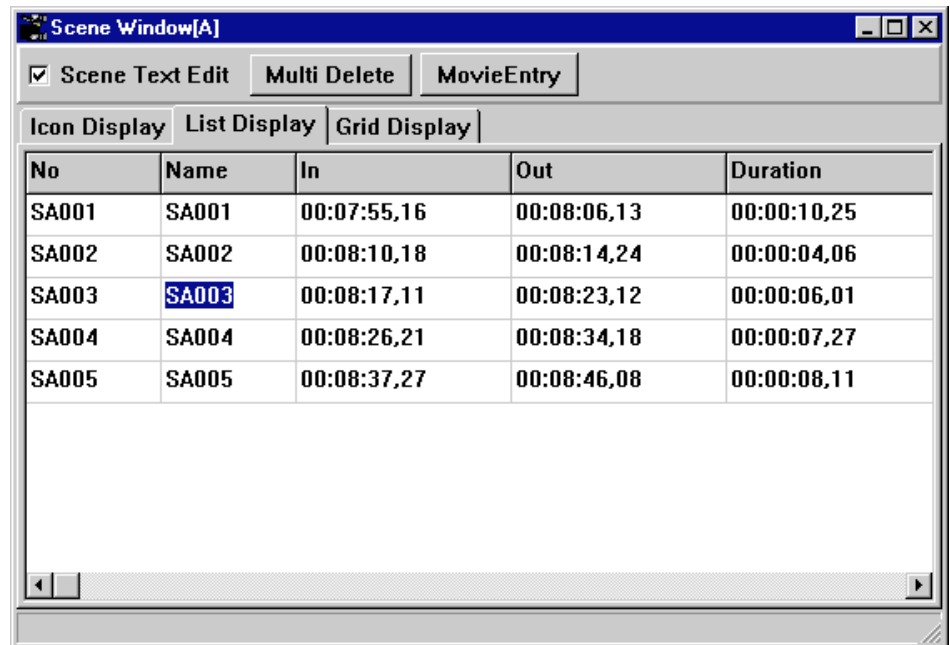 Scene Window[A]
Scene Text Edit Multi Delete MovieEntry
Icon Display List Display Grid Display
No Name In Out Duration
SA001 SA001 00:07:55,16 00:08:06,13 00:00:10,25
SA002 SA002 00:08:10,18 00:08:14,24 00:00:04,06
SA003 SA003 00:08:17,11 00:08:23,12 00:00:06,01
SA004 SA004 00:08:26,21 00:08:34,18 00:00:07,27
SA005 SA005 00:08:37,27 00:08:46,08 00:00:08,11